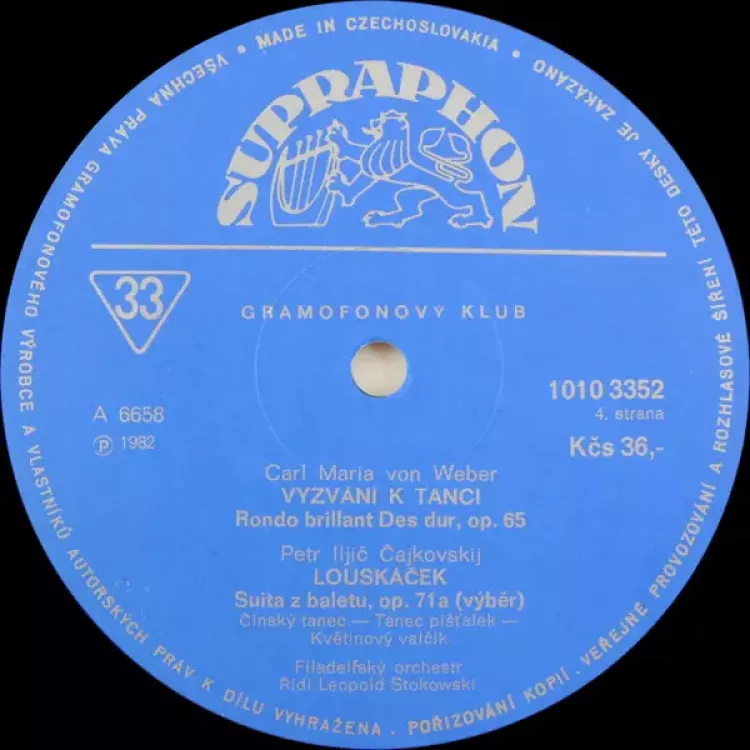 • MADE IN CZECHOSLOVAKIA •
VŠECHNA PRÁVA GRAMOFONOVÉHO VÝROBCE A VLASTNÍKŮ AUTORSKÝCH PRÁV K DÍLU VYHRAŽENA. POŘIZOVÁNÍ KOPIÍ, VEŘEJNÉ PROVOZOVÁNÍ A ROZHLASOVÉ ŠÍŘENÍ TÉTO DESKY JE ZAKÁZÁNO
SUPRAPHON
33
GRAMOFONOVÝ KLUB
A 6658
Ⓟ 1982
1010 3352
4. strana
Kčs 36,-
Carl Maria von Weber
VYZVÁNÍ K TANCI
Rondo brillant Des dur, op. 65
Petr Iljič Čajkovskij
LOUSKÁČEK
Suita z baletu, op. 71a (výběr)
Čínský tanec — Tanec píšťalek —
Květinový valčík
Filadelfský orchestr
Řídí Leopold Stokowski